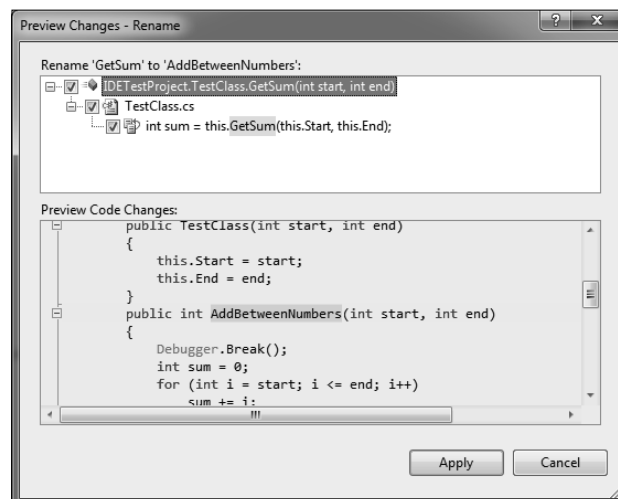 Preview Changes - Rename
Rename 'GetSum' to 'AddBetweenNumbers':
IDETestProject.TestClass.GetSum(int start, int end)
TestClass.cs
int sum = this.GetSum(this.Start, this.End);
Preview Code Changes:
public TestClass(int start, int end)
{
this.Start = start;
this.End = end;
}
public int AddBetweenNumbers(int start, int end)
{
Debugger.Break();
int sum = 0;
for (int i = start; i <= end; i++)
sum += i;
Apply
Cancel